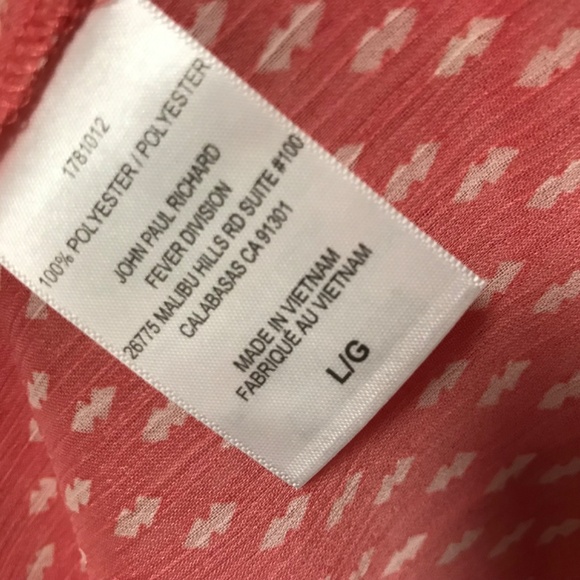 1781012
100% POLYESTER / POLYESTER
JOHN PAUL RICHARD
FEVER DIVISION
26775 MALIBU HILLS RD SUITE #100
CALABASAS CA 91301
MADE IN VIETNAM
FABRIQUÉ AU VIETNAM
L/G